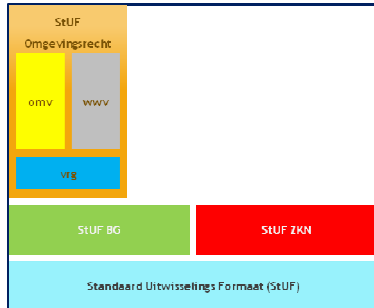 StUF
Omgevingsrecht
omv
wwv
vrg
StUF BG
StUF ZKN
Standaard Uitwisselings Formaat (StUF)